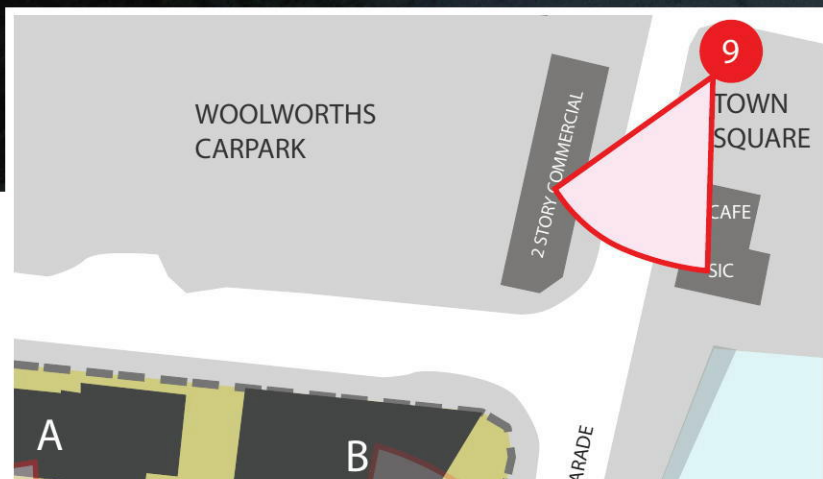 9
WOOLWORTHS
CARPARK
TOWN
SQUARE
2 STORY COMMERCIAL
CAFE
SIC
A
B
ARADE